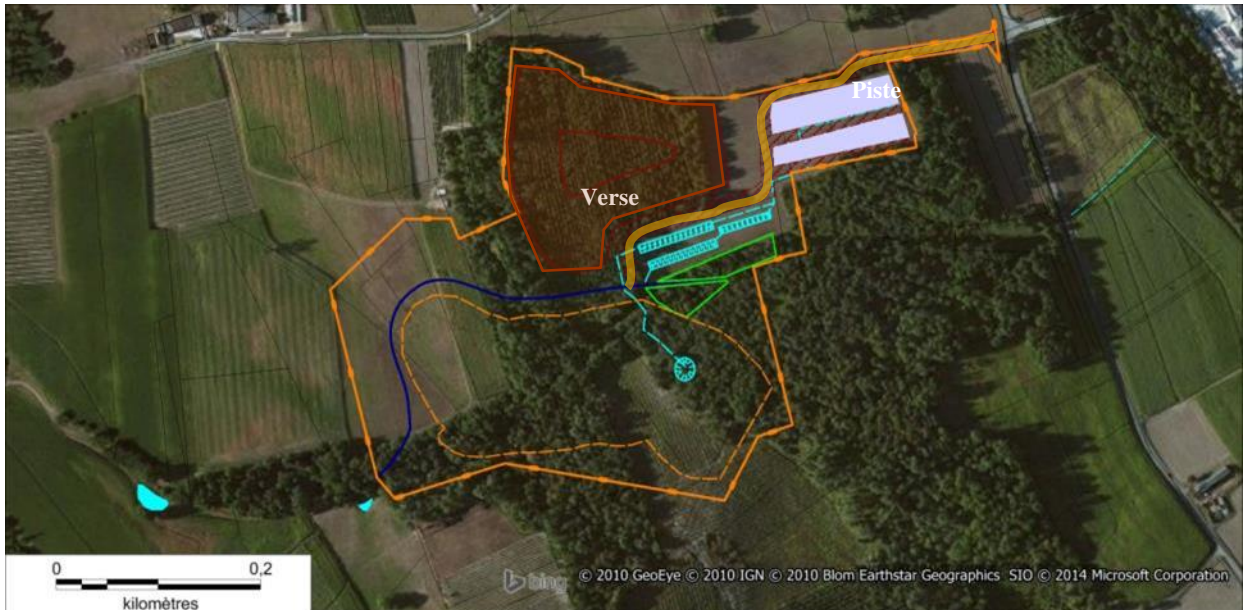 Piste
Verse
0 0,2
kilomètres
bing © 2010 GeoEye © 2010 IGN © 2010 Blom Earthstar Geographics SIO © 2014 Microsoft Corporation